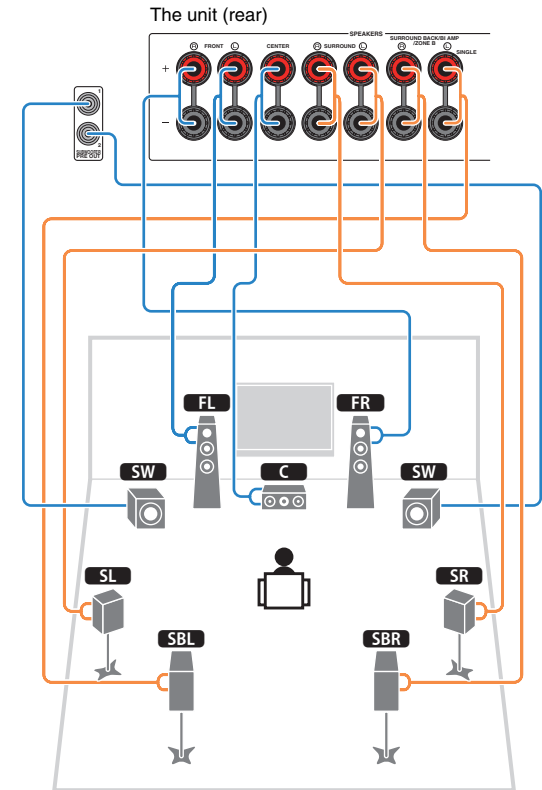 The unit (rear)
SPEAKERS
SURROUND BACK/BI AMP
/ZONE B
R FRONT L
CENTER
R SURROUND L
R L
SINGLE
+
−
1
2
SUBWOOFER
PRE OUT
FL
FR
SW
C
SW
SL
SR
SBL
SBR